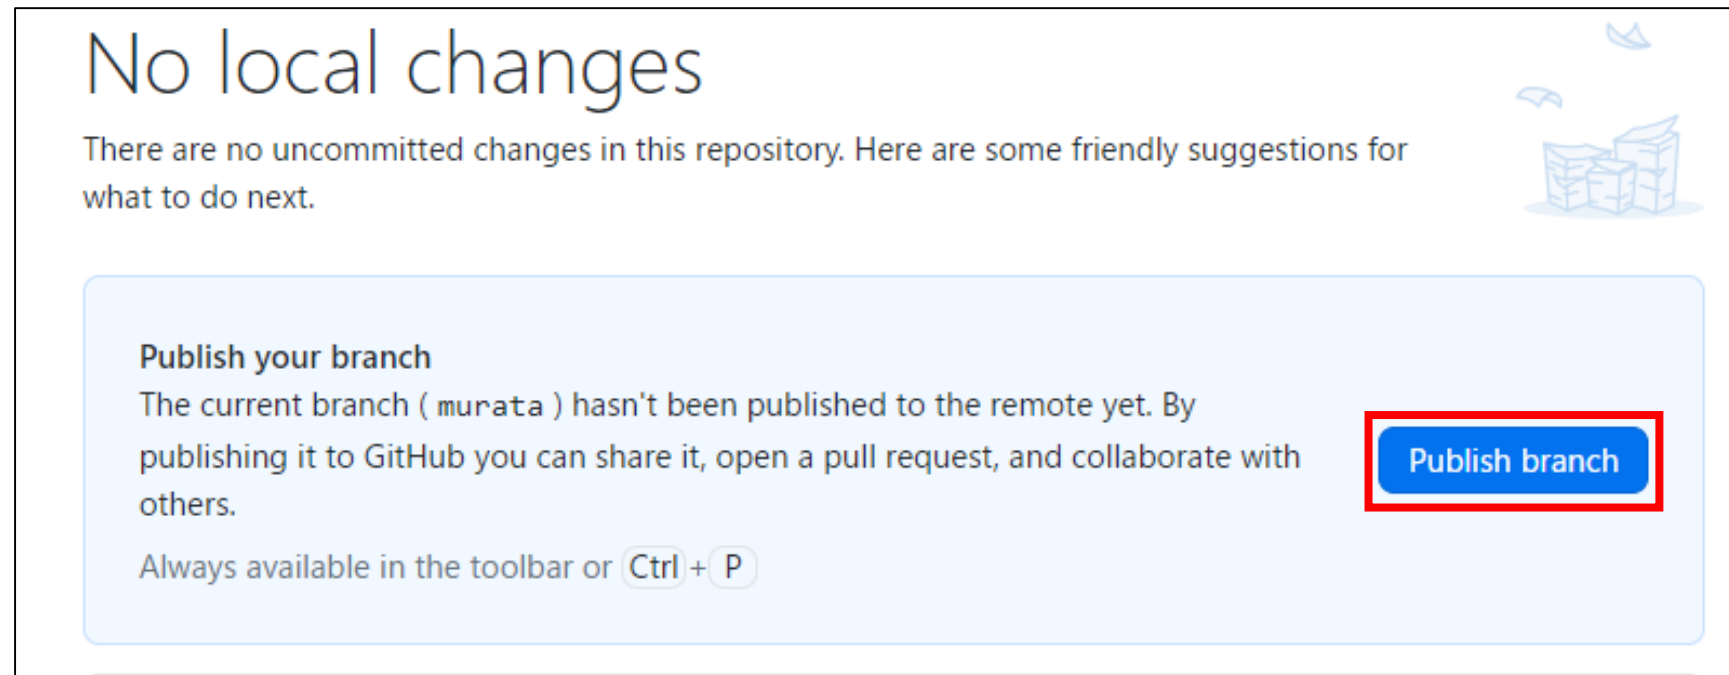 No local changes
There are no uncommitted changes in this repository. Here are some friendly suggestions for
what to do next.
Publish your branch
The current branch ( murata ) hasn't been published to the remote yet. By
publishing it to GitHub you can share it, open a pull request, and collaborate with
others.
Publish branch
Always available in the toolbar or Ctrl + P